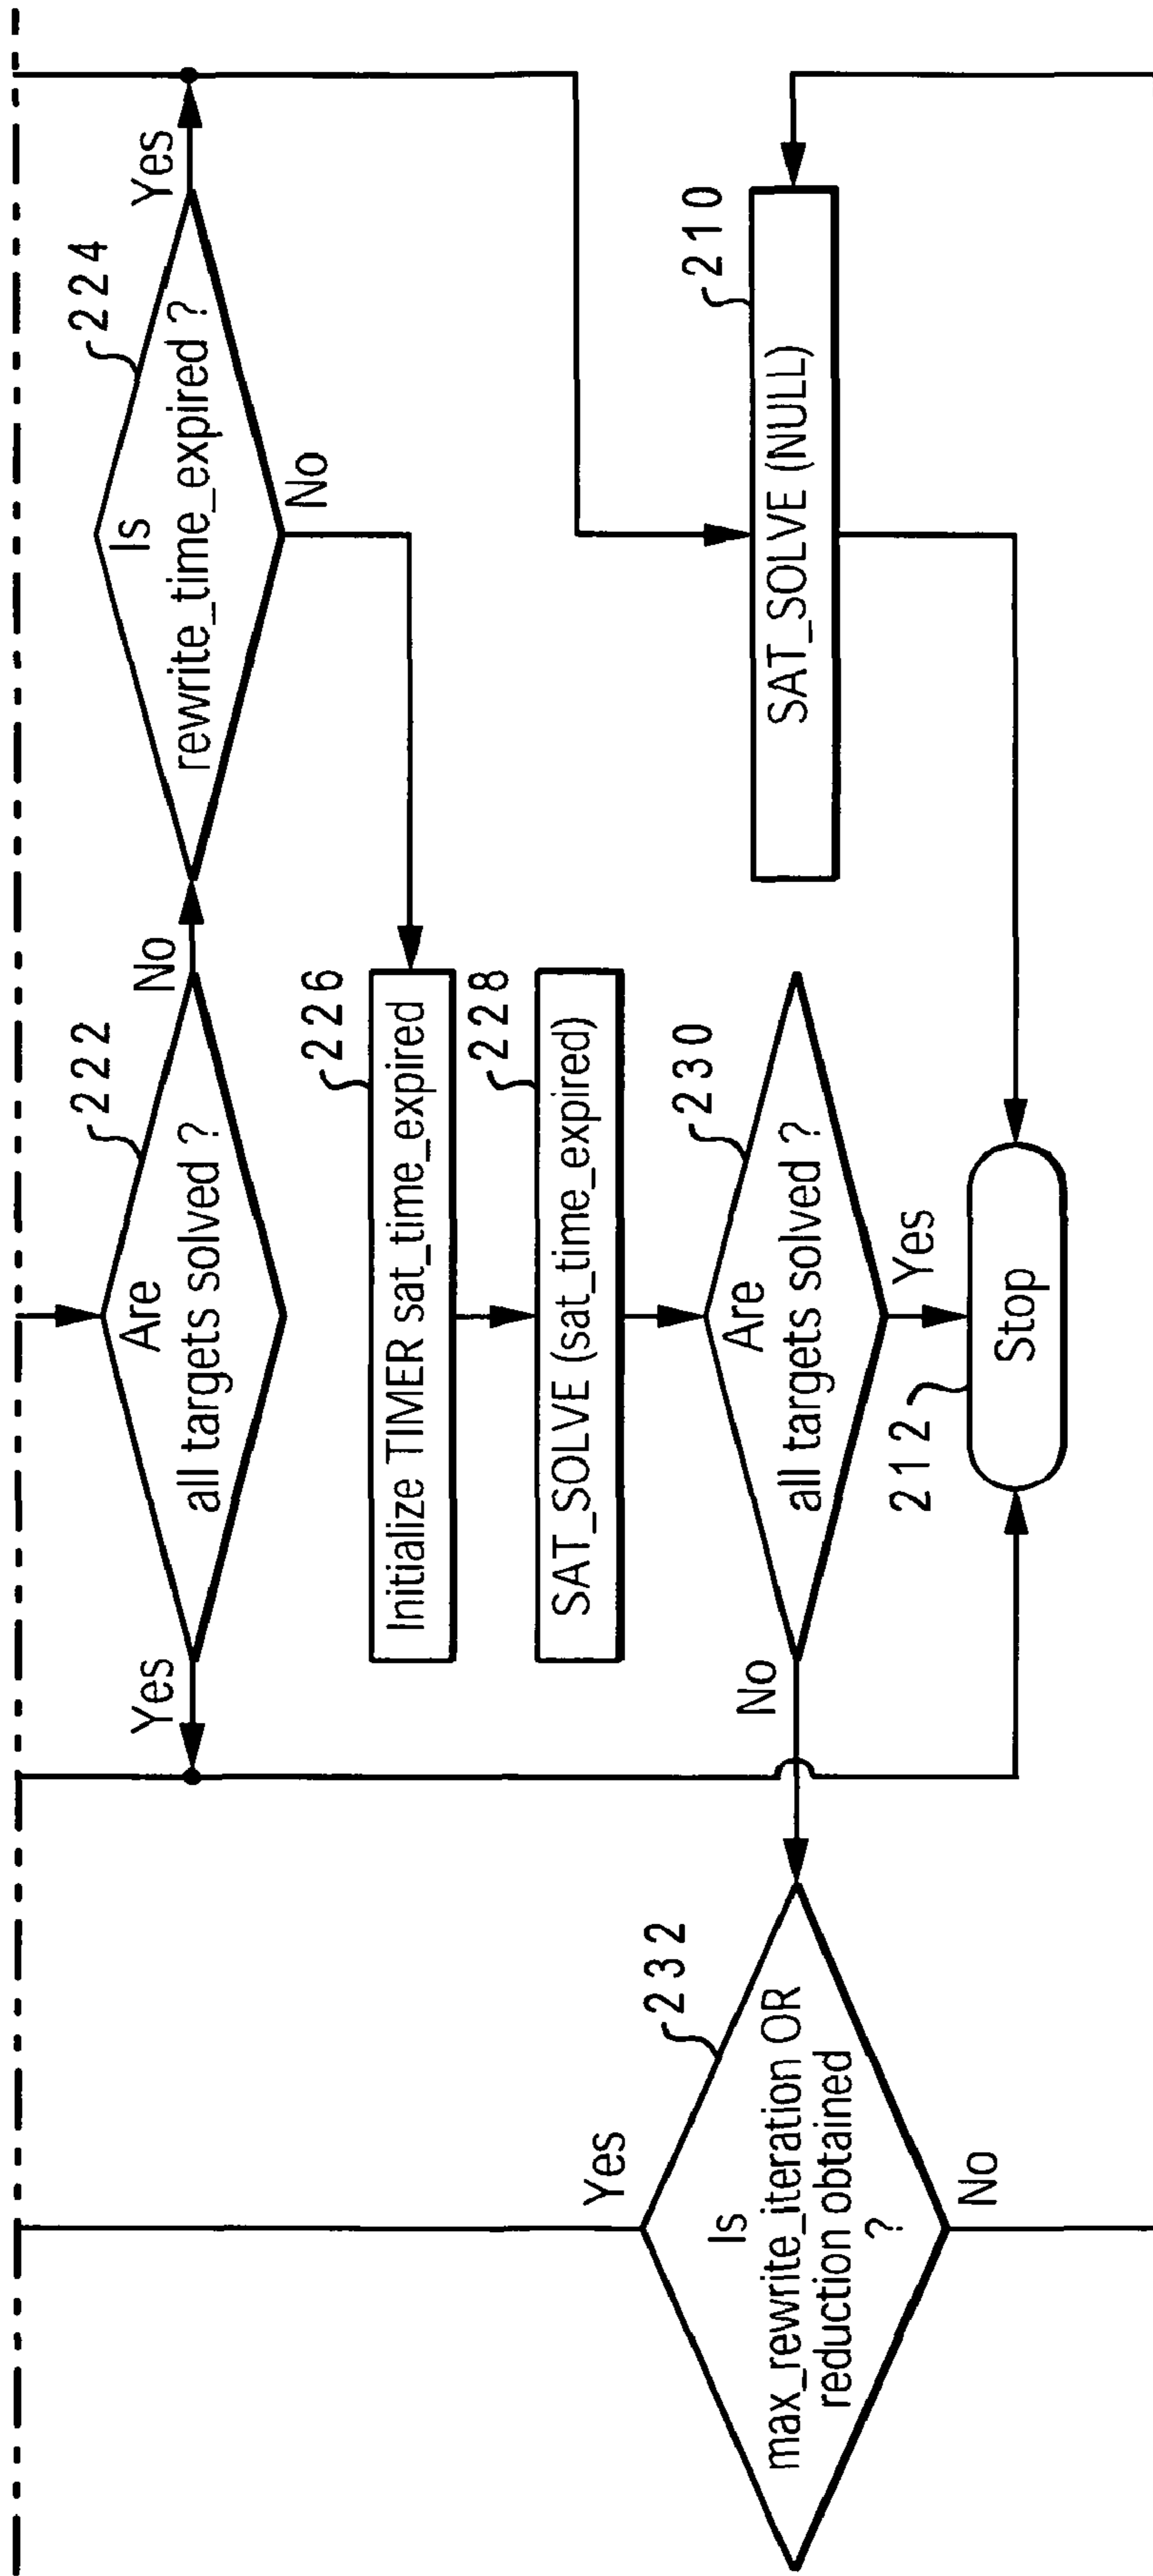 222
Are
all targets solved ?
Yes
No
224
Is
rewrite_time_expired ?
Yes
No
226
Initialize TIMER sat_time_expired
228
SAT_SOLVE (sat_time_expired)
230
Are
all targets solved ?
No
Yes
232
Is
max_rewrite_iteration OR
reduction obtained
?
Yes
No
210
SAT_SOLVE (NULL)
212
Stop